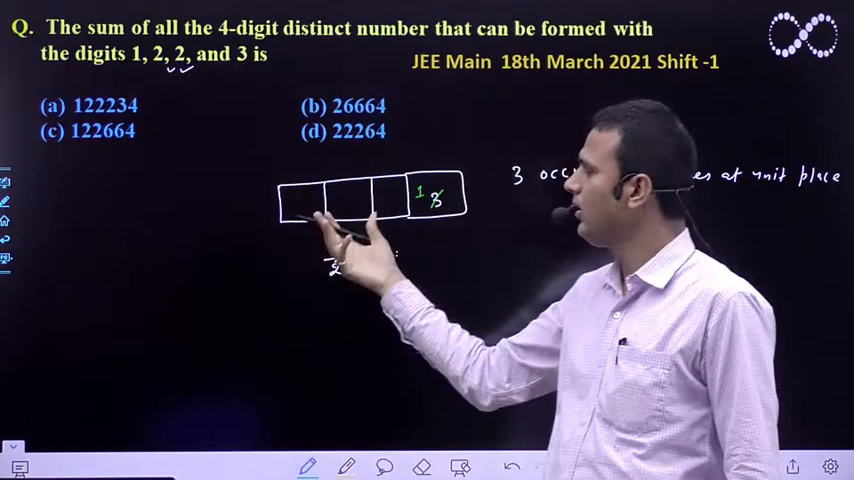 Q. The sum of all the 4-digit distinct number that can be formed with
the digits 1, 2, 2, and 3 is
JEE Main 18th March 2021 Shift -1
(a) 122234
(b) 26664
(c) 122664
(d) 22264
1 3
3 at unit place